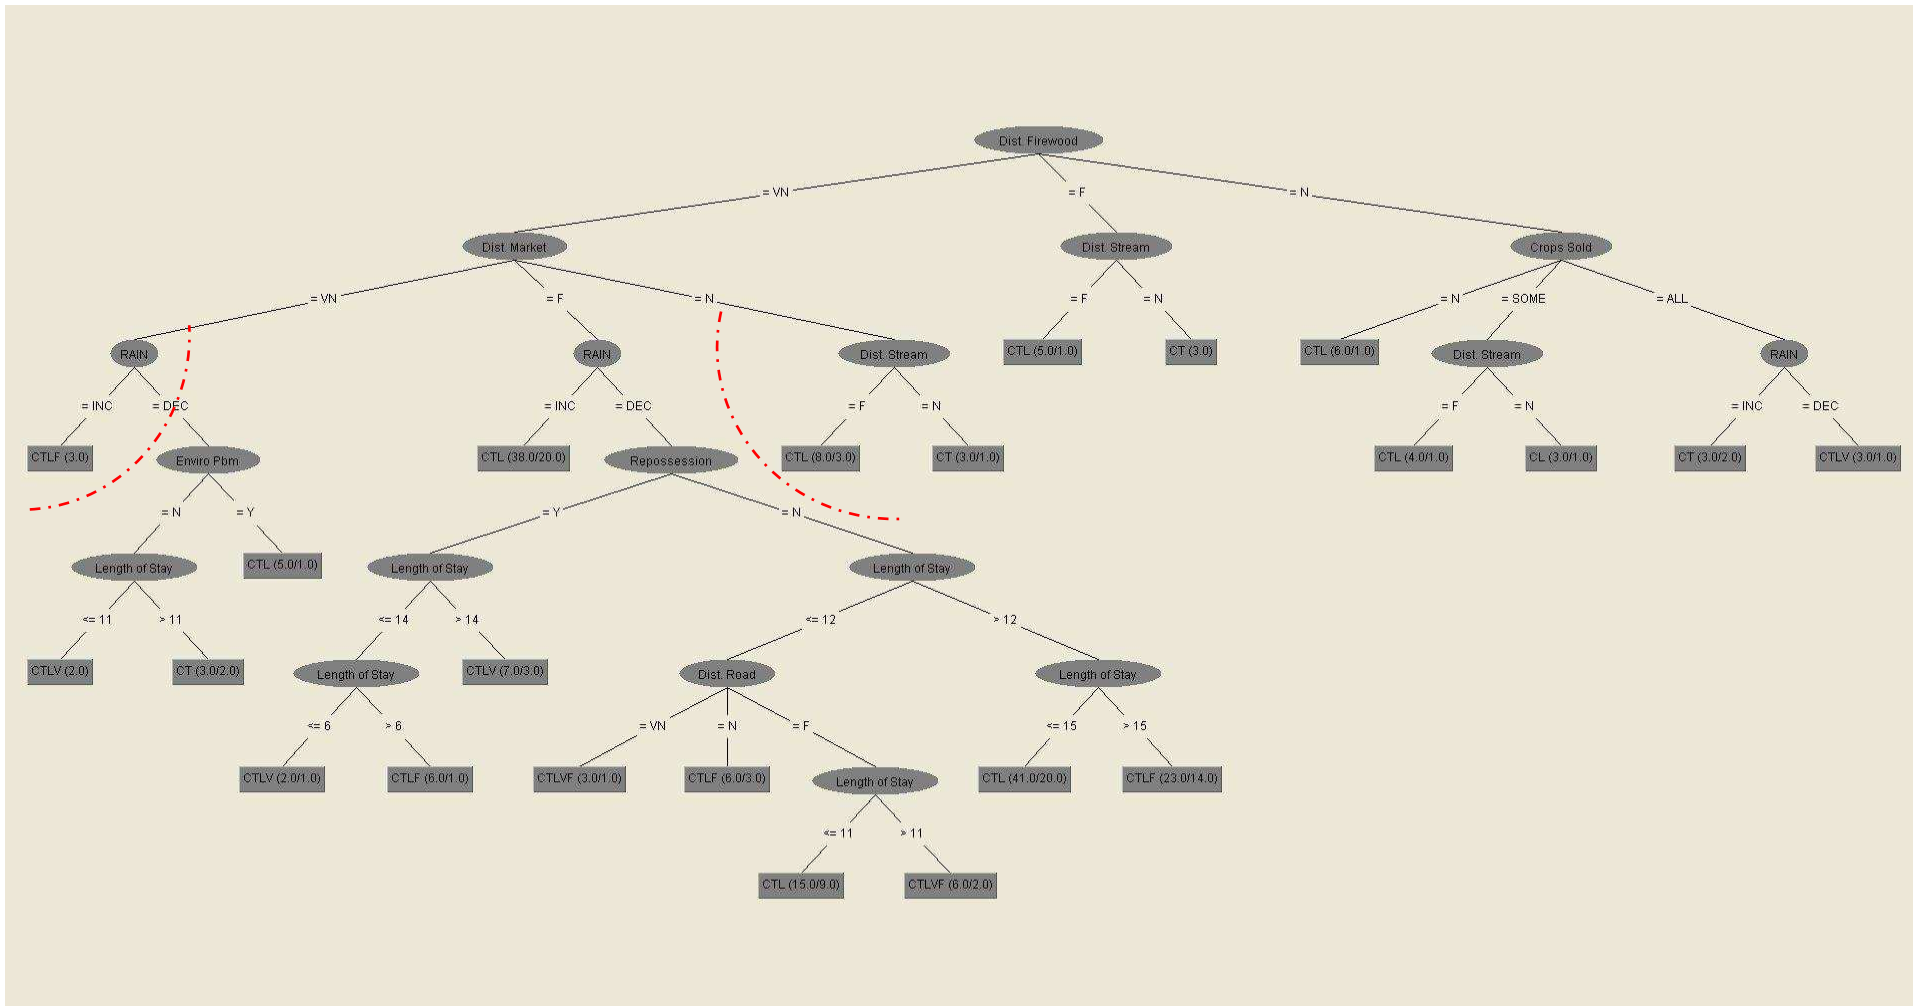 Dist. Firewood
= VN
= F
= N
Dist. Market
Dist. Stream
Crops Sold
= VN
= F
= N
= F
= N
= N
= SOME
= ALL
RAIN
RAIN
Dist. Stream
CTL (5.0/1.0)
CT (3.0)
CTL (6.0/1.0)
Dist. Stream
RAIN
= INC
= DEC
= INC
= DEC
= F
= N
= F
= N
= INC
= DEC
CTLF (3.0)
Enviro Pbm
CTL (38.0/20.0)
Repossession
CTL (8.0/3.0)
CT (3.0/1.0)
CTL (4.0/1.0)
CL (3.0/1.0)
CT (3.0/2.0)
CTLV (3.0/1.0)
= N
= Y
= Y
= N
Length of Stay
CTL (5.0/1.0)
Length of Stay
Length of Stay
<= 11
> 11
<= 14
> 14
<= 12
> 12
CTLV (2.0)
CT (3.0/2.0)
Length of Stay
CTLV (7.0/3.0)
Dist. Road
Length of Stay
<= 6
> 6
= VN
= N
= F
<= 15
> 15
CTLV (2.0/1.0)
CTLF (6.0/1.0)
CTLVF (3.0/1.0)
CTLF (6.0/3.0)
Length of Stay
CTL (41.0/20.0)
CTLF (23.0/14.0)
<= 11
> 11
CTL (15.0/9.0)
CTLVF (6.0/2.0)